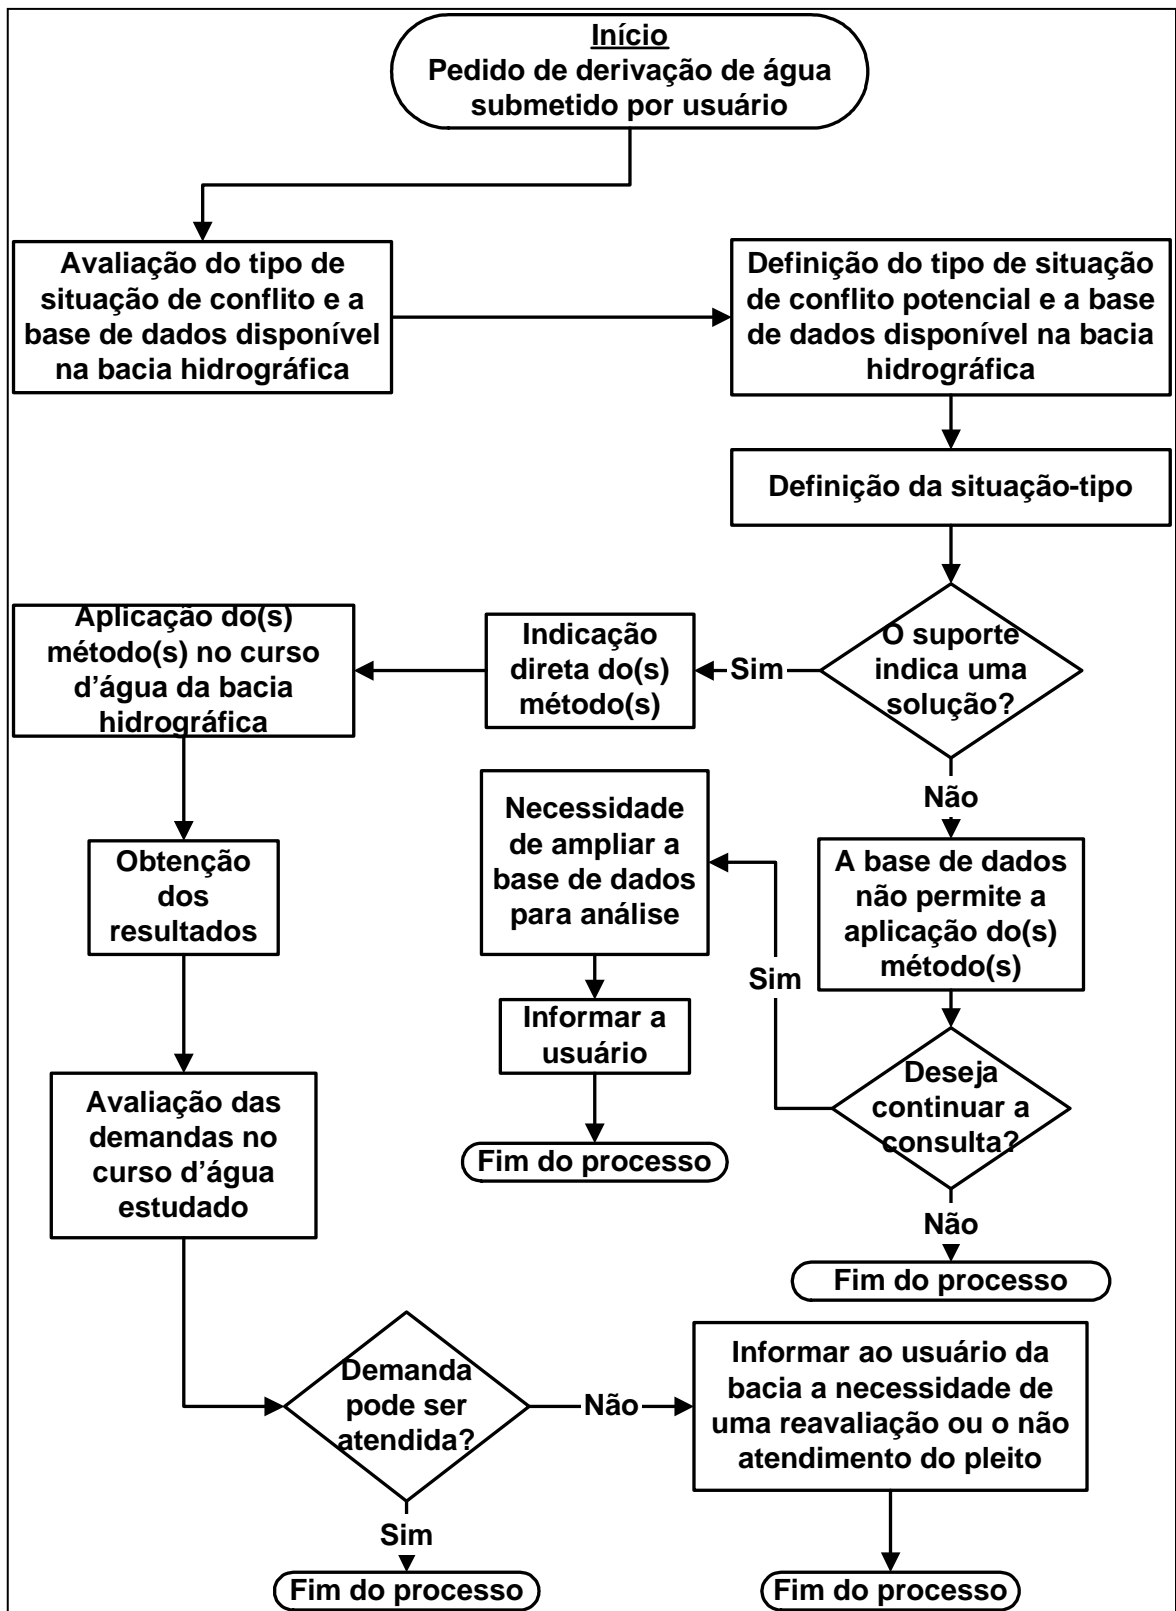 Início
Pedido de derivação de água
submetido por usuário
Avaliação do tipo de
situação de conflito e a
base de dados disponível
na bacia hidrográfica
Definição do tipo de situação
de conflito potencial e a base
de dados disponível na bacia
hidrográfica
Definição da situação-tipo
O suporte
indica uma
solução?
Sim
Indicação
direta do(s)
método(s)
Aplicação do(s)
método(s) no curso
d'água da bacia
hidrográfica
Não
A base de dados
não permite a
aplicação do(s)
método(s)
Necessidade
de ampliar a
base de dados
para análise
Sim
Obtenção
dos
resultados
Informar a
usuário
Deseja
continuar a
consulta?
Avaliação das
demandas no
curso d'água
estudado
Fim do processo
Não
Fim do processo
Demanda
pode ser
atendida?
Não
Informar ao usuário da
bacia a necessidade de
uma reavaliação ou o não
atendimento do pleito
Sim
Fim do processo
Fim do processo